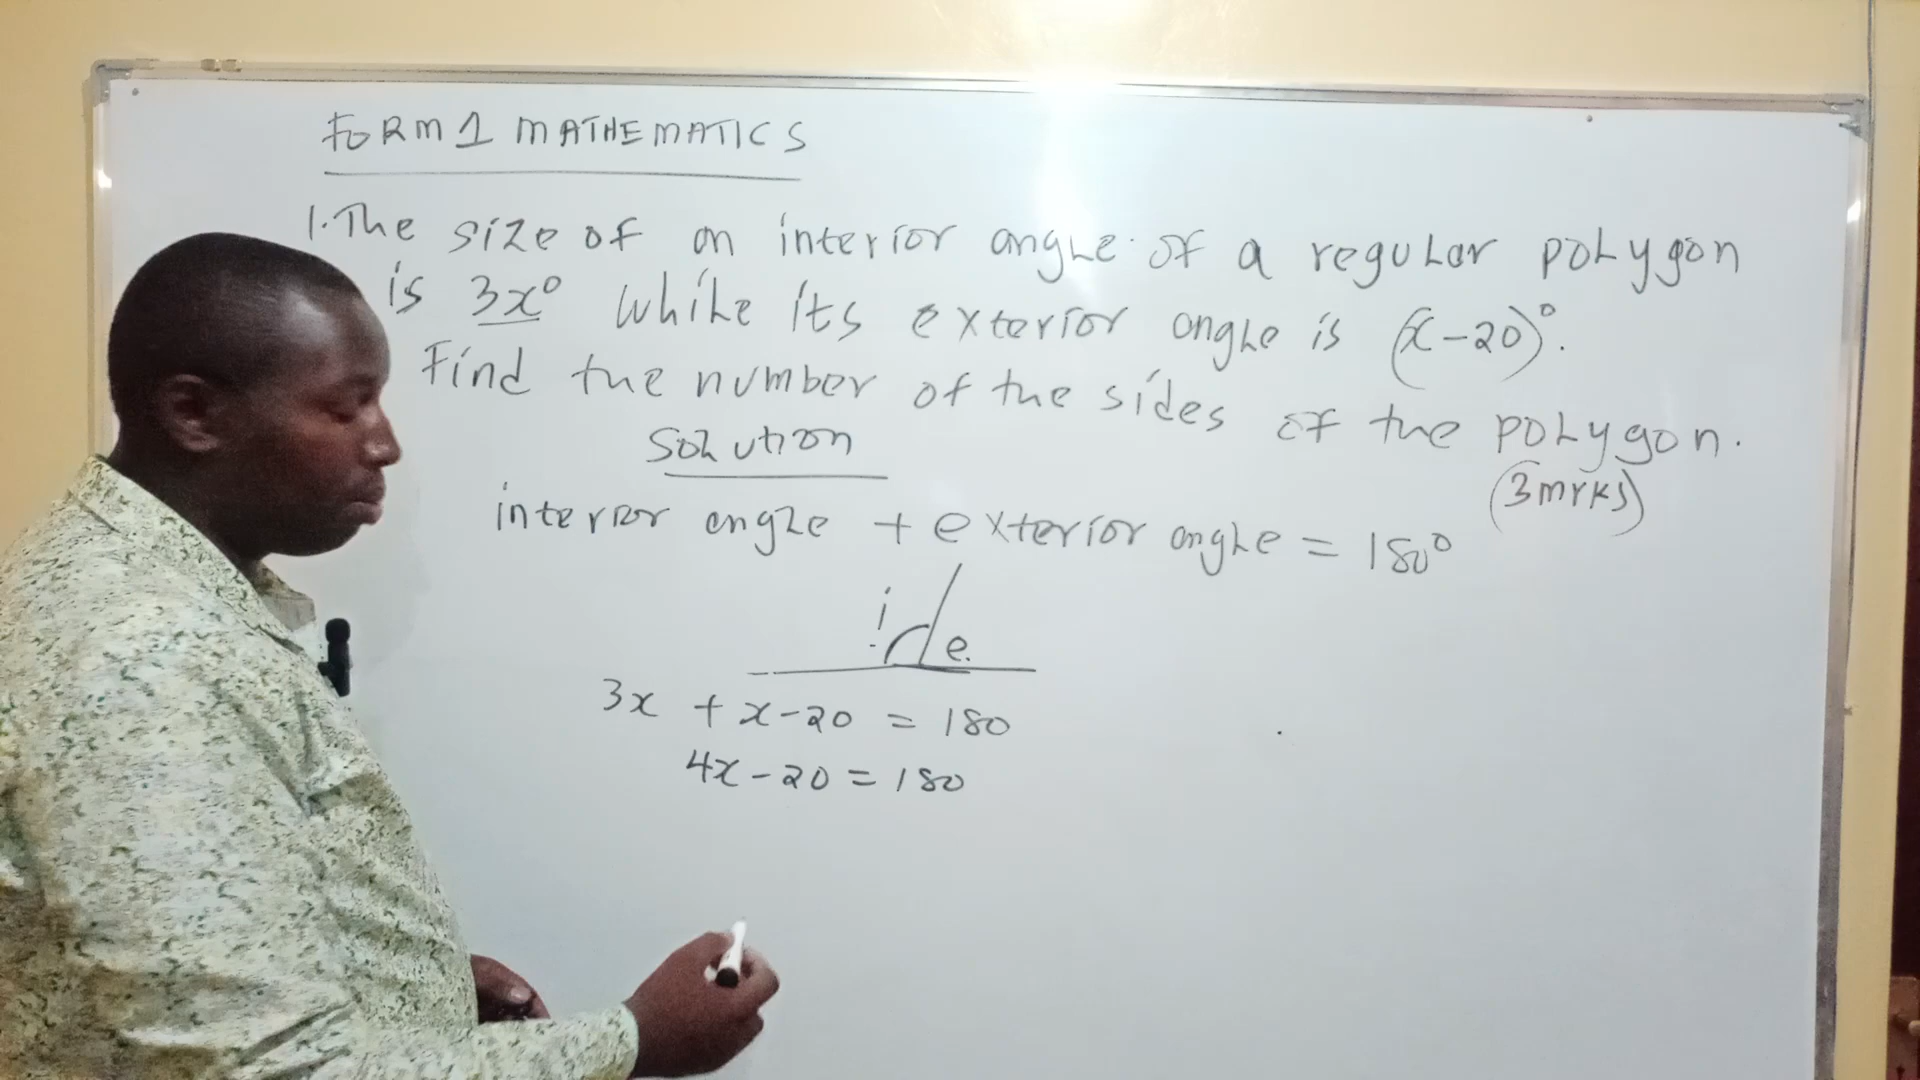 FORM 1 MATHEMATICS
1. The size of an interior angle of a regular polygon
is 3x° while its exterior angle is (x-20)°.
Find the number of the sides of the polygon.
(3mrks)
Solution
interior angle + exterior angle = 180°
i e
3x + x-20 = 180
4x-20 = 180